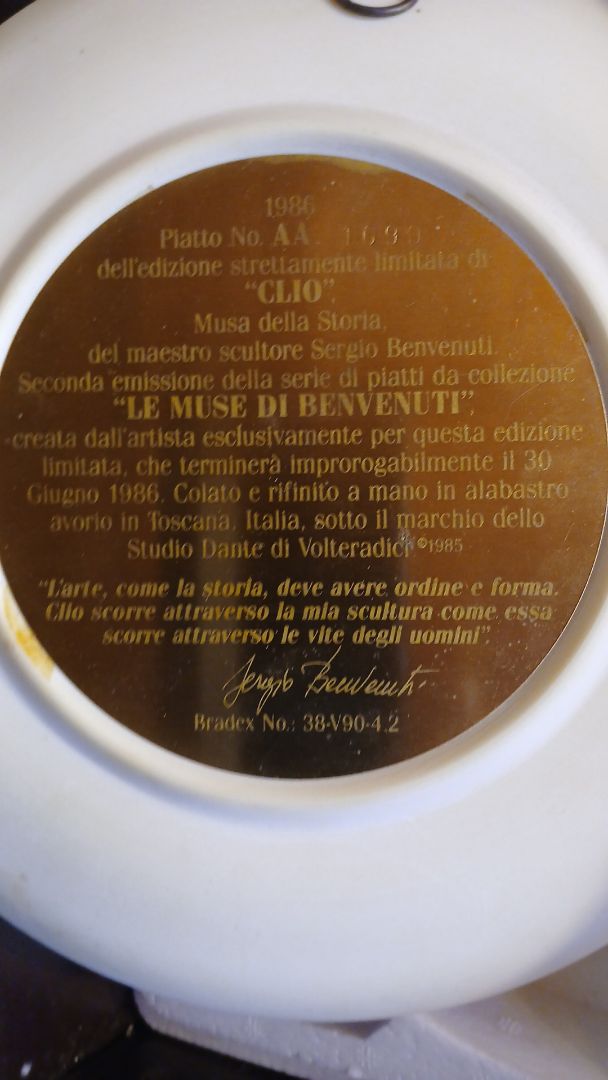 1986
Piatto No. AA 1690
dell'edizione strettamente limitata di
"CLIO",
Musa della Storia,
del maestro scultore Sergio Benvenuti.
Seconda emissione della serie di piatti da collezione
"LE MUSE DI BENVENUTI",
creata dall'artista esclusivamente per questa edizione
limitata, che terminerà improrogabilmente il 30
Giugno 1986. Colato e rifinito a mano in alabastro
avorio in Toscana, Italia, sotto il marchio dello
Studio Dante di Volteradici ©1985
"L'arte, come la storia, deve avere ordine e forma.
Clio scorre attraverso la mia scultura come essa
scorre attraverso le vite degli uomini".
Sergio Benvenuti
Bradex No.: 38-V90-4.2